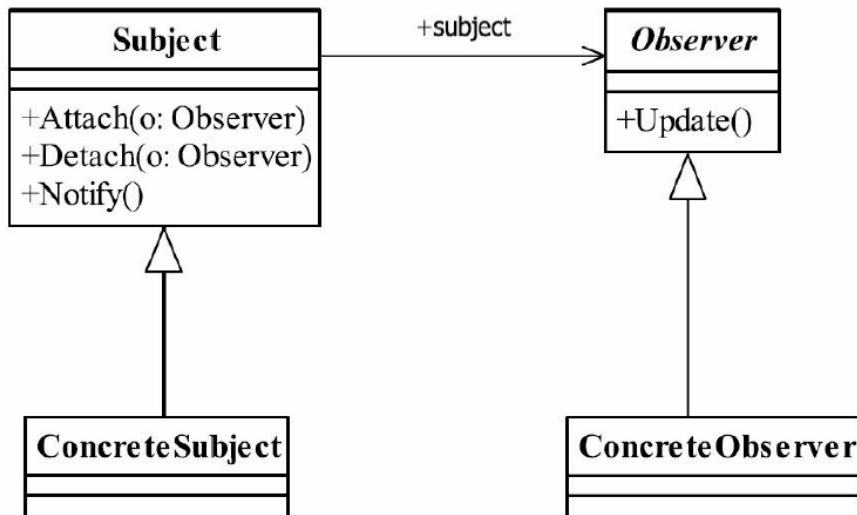 Subject
+Attach(o: Observer)
+Detach(o: Observer)
+Notify()
+subject
Observer
+Update()
ConcreteSubject
ConcreteObserver